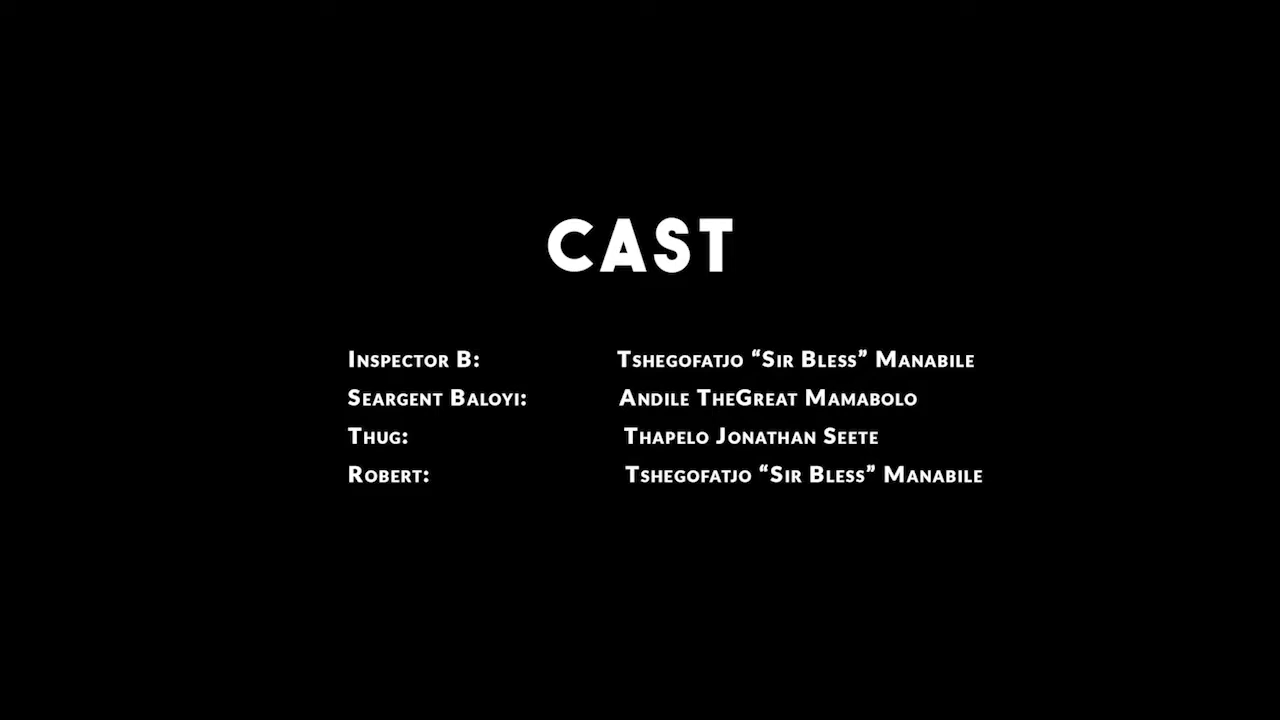 CAST
Inspector B: Tshegofatjo “Sir Bless” Manabile
Seargent Baloyi: Andile TheGreat Mamabolo
Thug: Thapelo Jonathan Seete
Robert: Tshegofatjo “Sir Bless” Manabile